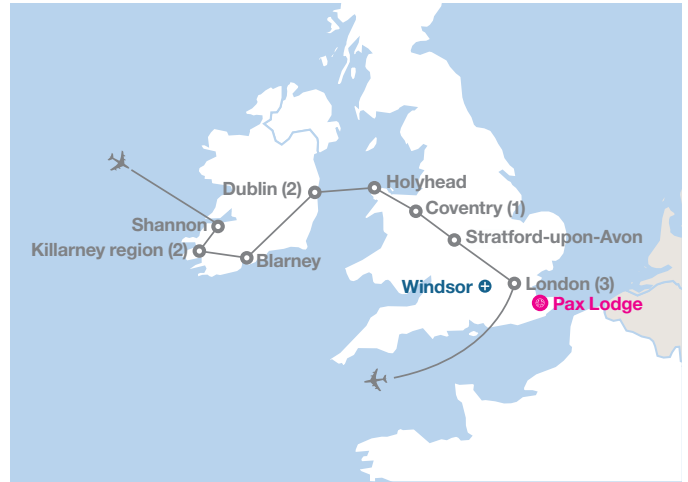 Holyhead
Dublin (2)
Coventry (1)
Shannon
Stratford-upon-Avon
Killarney region (2)
Blarney
London (3)
Windsor
Pax Lodge